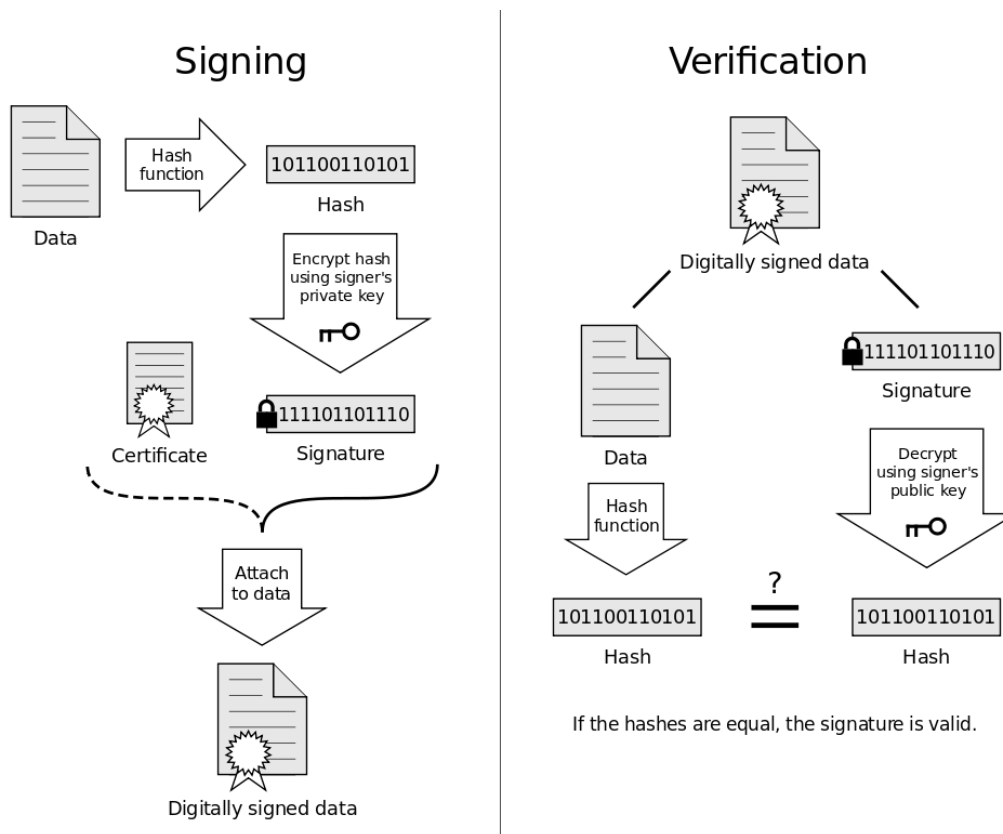 Signing
Hash
function
101100110101
Hash
Data
Encrypt hash
using signer's
private key
111101101110
Certificate
Signature
Attach
to data
Digitally signed data
Verification
Digitally signed data
111101101110
Signature
Data
Decrypt
using signer's
public key
Hash
function
?
101100110101
101100110101
Hash
Hash
If the hashes are equal, the signature is valid.